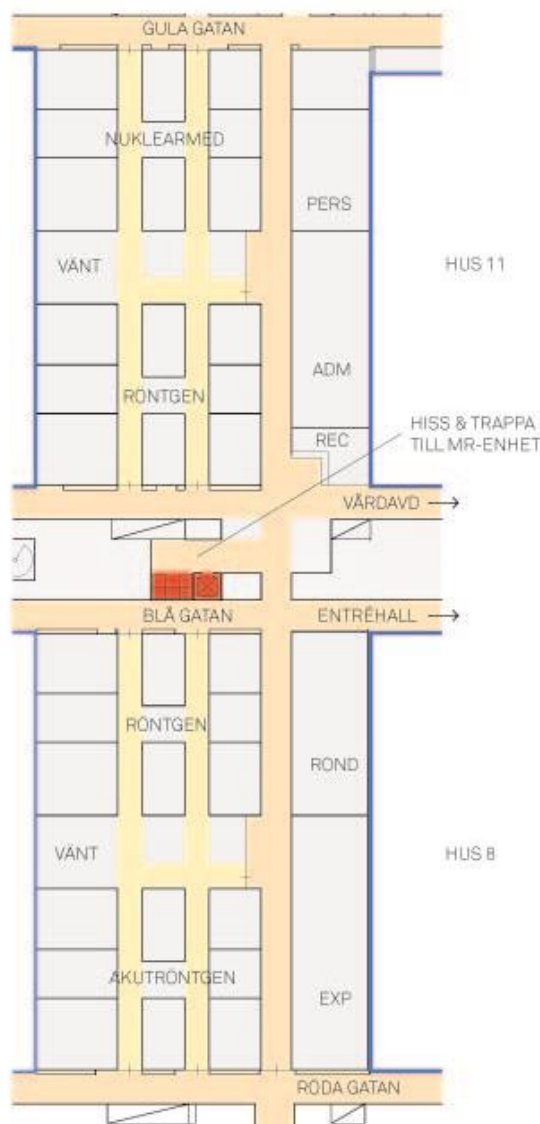 GULA GATAN
NUKLEARMED
PERS
VÄNT
HUS 11
ADM
RÖNTGEN
HISS & TRAPPA
TILL MR-ENHET
REC
VÅRDAVD
BLÅ GATAN
ENTRÉHALL
RÖNTGEN
ROND
VÄNT
HUS 8
AKUTRÖNTGEN
EXP
RÖDA GATAN